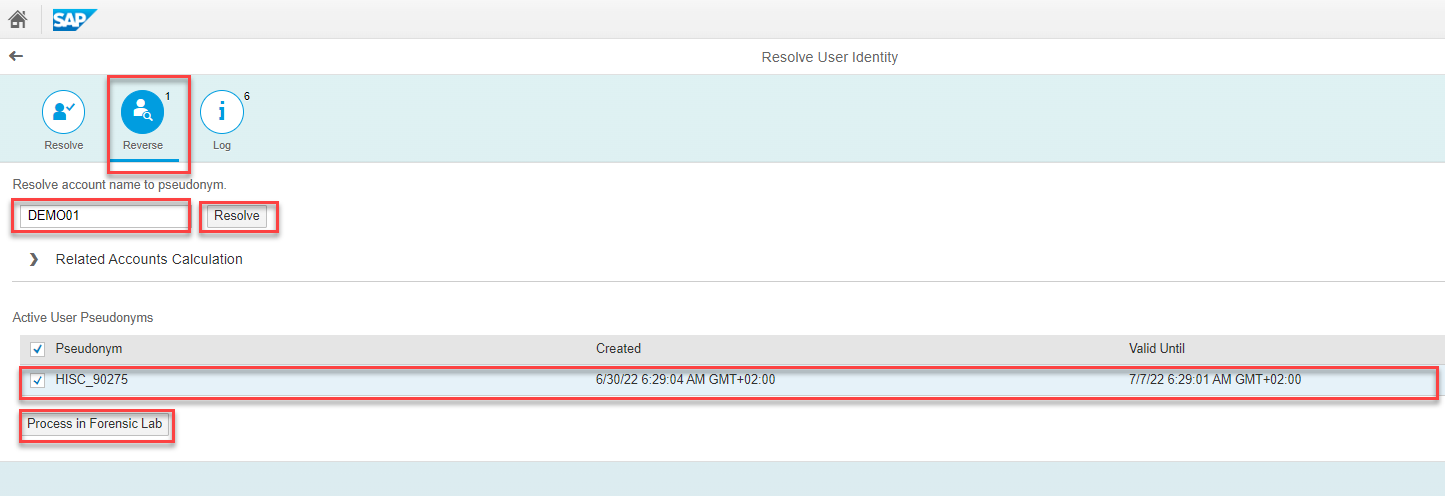 SAP
Resolve User Identity
1
6
Resolve
Reverse
Log
Resolve account name to pseudonym.
DEMO01 Resolve
Related Accounts Calculation
Active User Pseudonyms
Pseudonym Created Valid Until
HISC_90275 6/30/22 6:29:04 AM GMT+02:00 7/7/22 6:29:01 AM GMT+02:00
Process in Forensic Lab